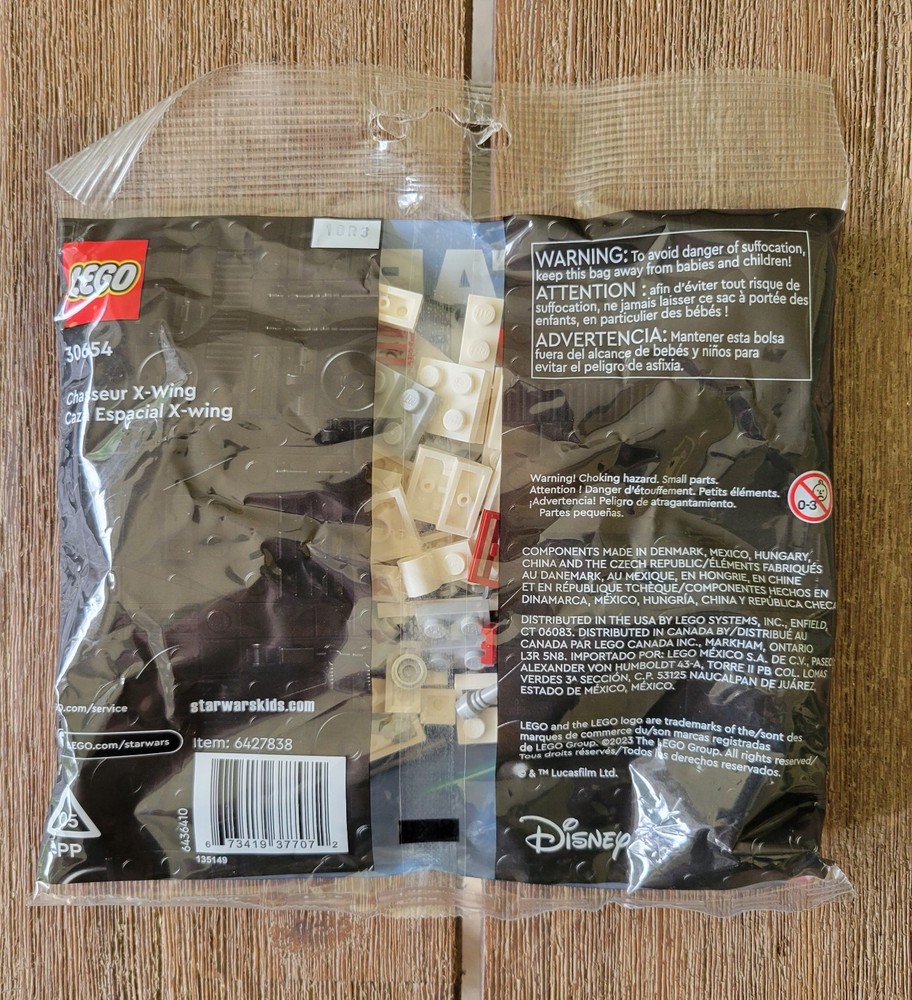 10R3
LEGO
30654
Chasseur X-Wing
Caza Espacial X-wing
WARNING: To avoid danger of suffocation,
keep this bag away from babies and children!
ATTENTION : afin d'éviter tout risque de
suffocation, ne jamais laisser ce sac à portée des
enfants, en particulier des bébés !
ADVERTENCIA: Mantener esta bolsa
fuera del alcance de bebés y niños para
evitar el peligro de asfixia.
Warning! Choking hazard. Small parts.
Attention ! Danger d'étouffement. Petits éléments.
¡Advertencia! Peligro de atragantamiento.
Partes pequeñas.
0-3
COMPONENTS MADE IN DENMARK, MEXICO, HUNGARY,
CHINA AND THE CZECH REPUBLIC/ÉLÉMENTS FABRIQUÉS
AU DANEMARK, AU MEXIQUE, EN HONGRIE, EN CHINE
ET EN RÉPUBLIQUE TCHÈQUE/COMPONENTES HECHOS EN
DINAMARCA, MÉXICO, HUNGRÍA, CHINA Y REPÚBLICA CHECA
DISTRIBUTED IN THE USA BY LEGO SYSTEMS, INC., ENFIELD,
CT 06083. DISTRIBUTED IN CANADA BY/DISTRIBUÉ AU
CANADA PAR LEGO CANADA INC., MARKHAM, ONTARIO
L3R 5N8. IMPORTADO POR: LEGO MÉXICO S.A. DE C.V., PASEO
ALEXANDER VON HUMBOLDT 43-A, TORRE II PB COL. LOMAS
VERDES 3ª SECCIÓN, C.P. 53125 NAUCALPAN DE JUÁREZ,
ESTADO DE MÉXICO, MÉXICO.
LEGO and the LEGO logo are trademarks of the/sont des
marques de commerce du/son marcas registradas
de LEGO Group. ©2023 The LEGO Group. All rights reserved/
Tous droits réservés/Todos los derechos reservados.
© & ™ Lucasfilm Ltd.
Disney
.com/service
starwarskids.com
LEGO.com/starwars
Item: 6427838
05
PP
6436410
6 73419 37707 2
135149